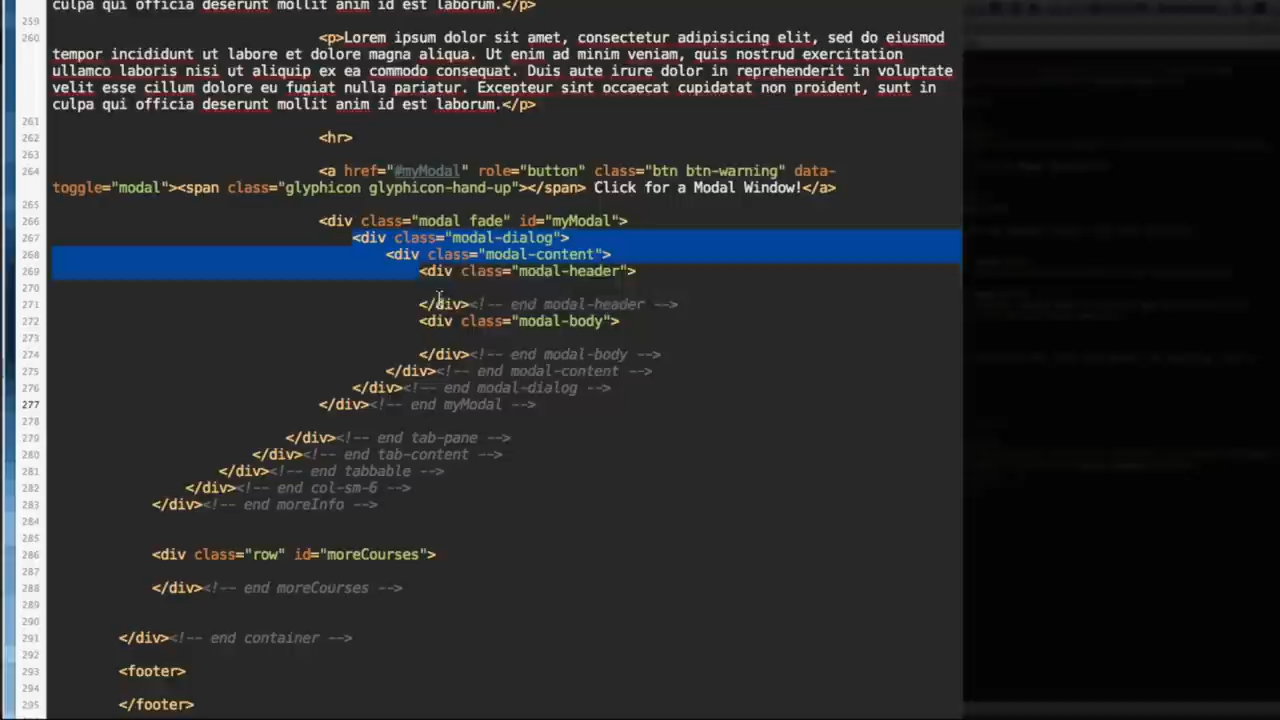 culpa qui officia deserunt mollit anim id est laborum.</p>
259
260 <p>Lorem ipsum dolor sit amet, consectetur adipisicing elit, sed do eiusmod
tempor incididunt ut labore et dolore magna aliqua. Ut enim ad minim veniam, quis nostrud exercitation
ullamco laboris nisi ut aliquip ex ea commodo consequat. Duis aute irure dolor in reprehenderit in voluptate
velit esse cillum dolore eu fugiat nulla pariatur. Excepteur sint occaecat cupidatat non proident, sunt in
culpa qui officia deserunt mollit anim id est laborum.</p>
261
262 <hr>
263
264 <a href="#myModal" role="button" class="btn btn-warning" data-
toggle="modal"><span class="glyphicon glyphicon-hand-up"></span> Click for a Modal Window!</a>
265
266 <div class="modal fade" id="myModal">
267 <div class="modal-dialog">
268 <div class="modal-content">
269 <div class="modal-header">
270
271 </div><!-- end modal-header -->
272 <div class="modal-body">
273
274 </div><!-- end modal-body -->
275 </div><!-- end modal-content -->
276 </div><!-- end modal-dialog -->
277 </div><!-- end myModal -->
278
279 </div><!-- end tab-pane -->
280 </div><!-- end tab-content -->
281 </div><!-- end tabbable -->
282 </div><!-- end col-sm-6 -->
283 </div><!-- end moreInfo -->
284
285
286 <div class="row" id="moreCourses">
287
288 </div><!-- end moreCourses -->
289
290
291 </div><!-- end container -->
292
293 <footer>
294
295 </footer>